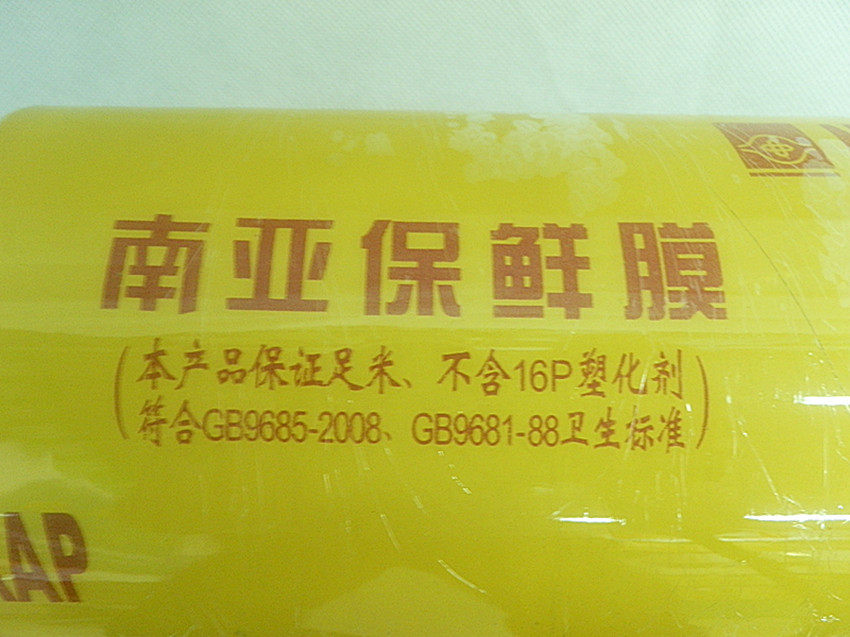 南亚保鲜膜
(本产品保证足米、不含16P塑化剂
符合GB9685-2008、GB9681-88卫生标准)
RAP